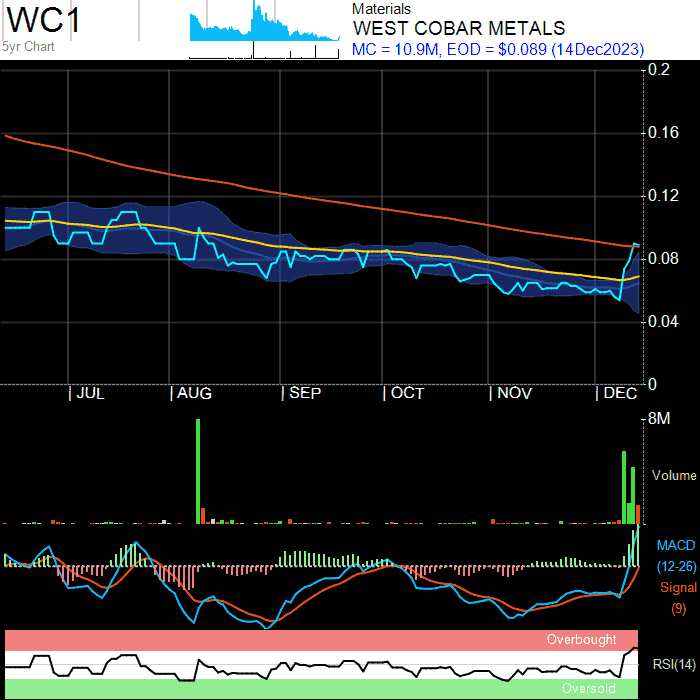 WC1
5yr Chart
Materials
WEST COBAR METALS
MC = 10.9M, EOD = $0.089 (14Dec2023)
0.2
0.16
0.12
0.08
0.04
0
JUL AUG SEP OCT NOV DEC
8M
Volume
MACD
(12-26)
Signal
(9)
Overbought
RSI(14)
Oversold